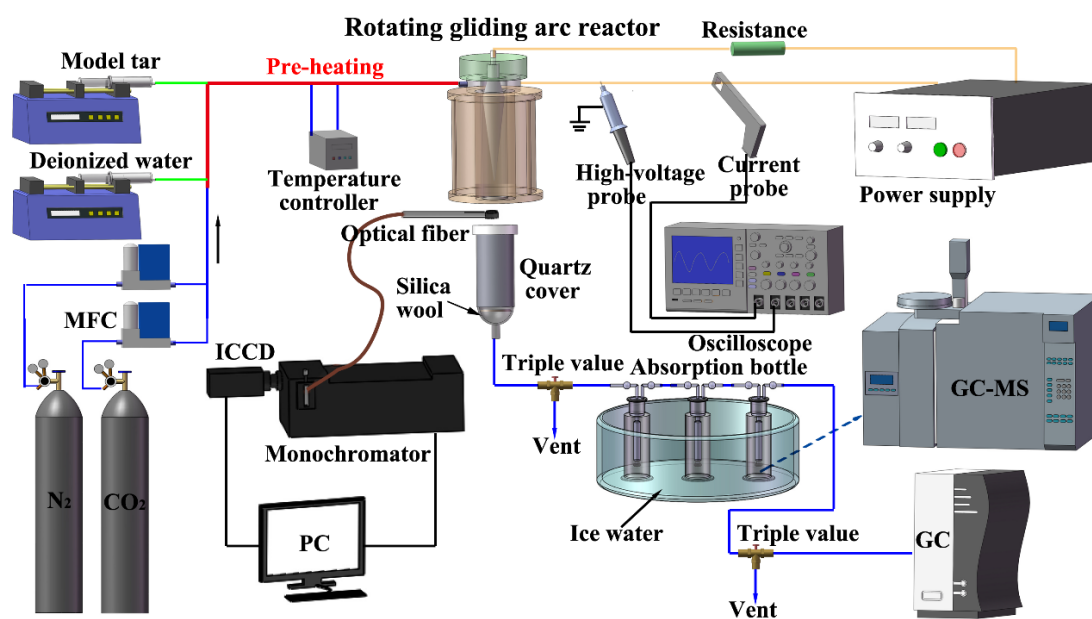 Rotating gliding arc reactor
Resistance
Model tar
Pre-heating
Deionized water
Temperature
controller
High-voltage
probe
Current
probe
Power supply
Optical fiber
Quartz
cover
Silica
wool
MFC
ICCD
Oscilloscope
Triple value
Absorption bottle
GC-MS
Vent
Monochromator
N2
CO2
PC
Ice water
Triple value
GC
Vent